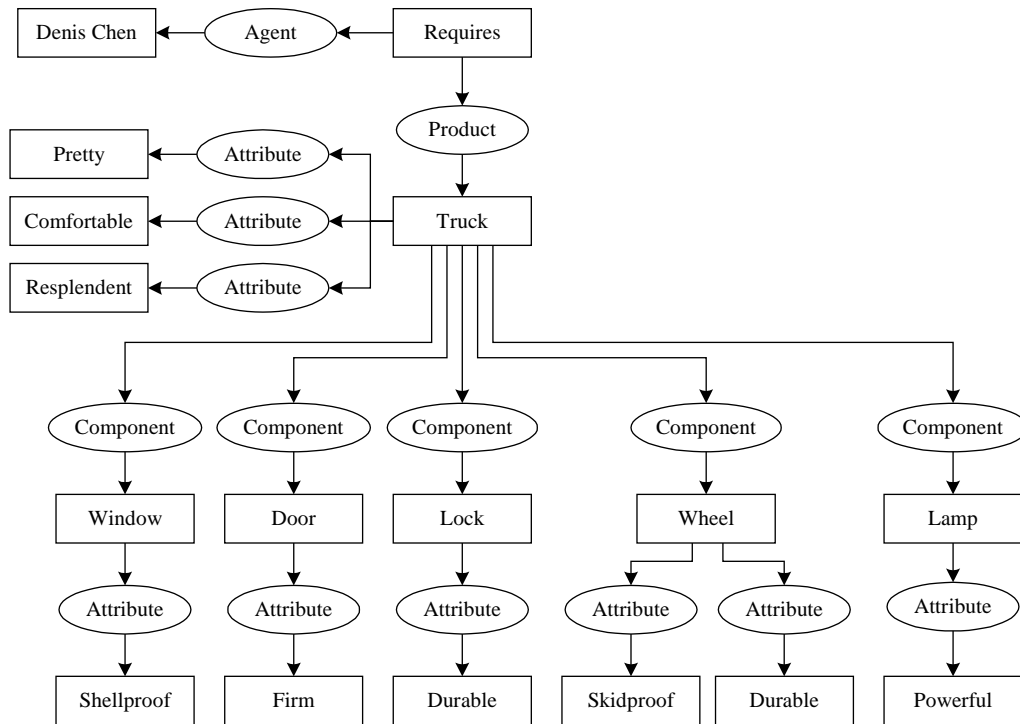 Denis Chen
Agent
Requires
Product
Pretty
Attribute
Comfortable
Attribute
Truck
Resplendent
Attribute
Component
Component
Component
Component
Component
Window
Door
Lock
Wheel
Lamp
Attribute
Attribute
Attribute
Attribute
Attribute
Attribute
Shellproof
Firm
Durable
Skidproof
Durable
Powerful